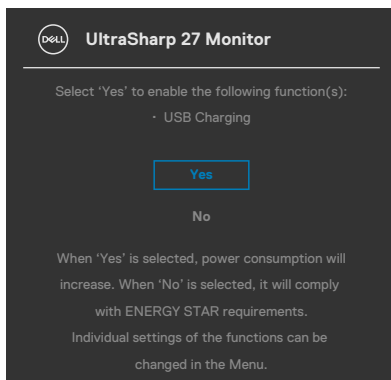 DELL UltraSharp 27 Monitor
Select ‘Yes’ to enable the following function(s):
· USB Charging
Yes
No
When ‘Yes’ is selected, power consumption will
increase. When ‘No’ is selected, it will comply
with ENERGY STAR requirements.
Individual settings of the functions can be
changed in the Menu.